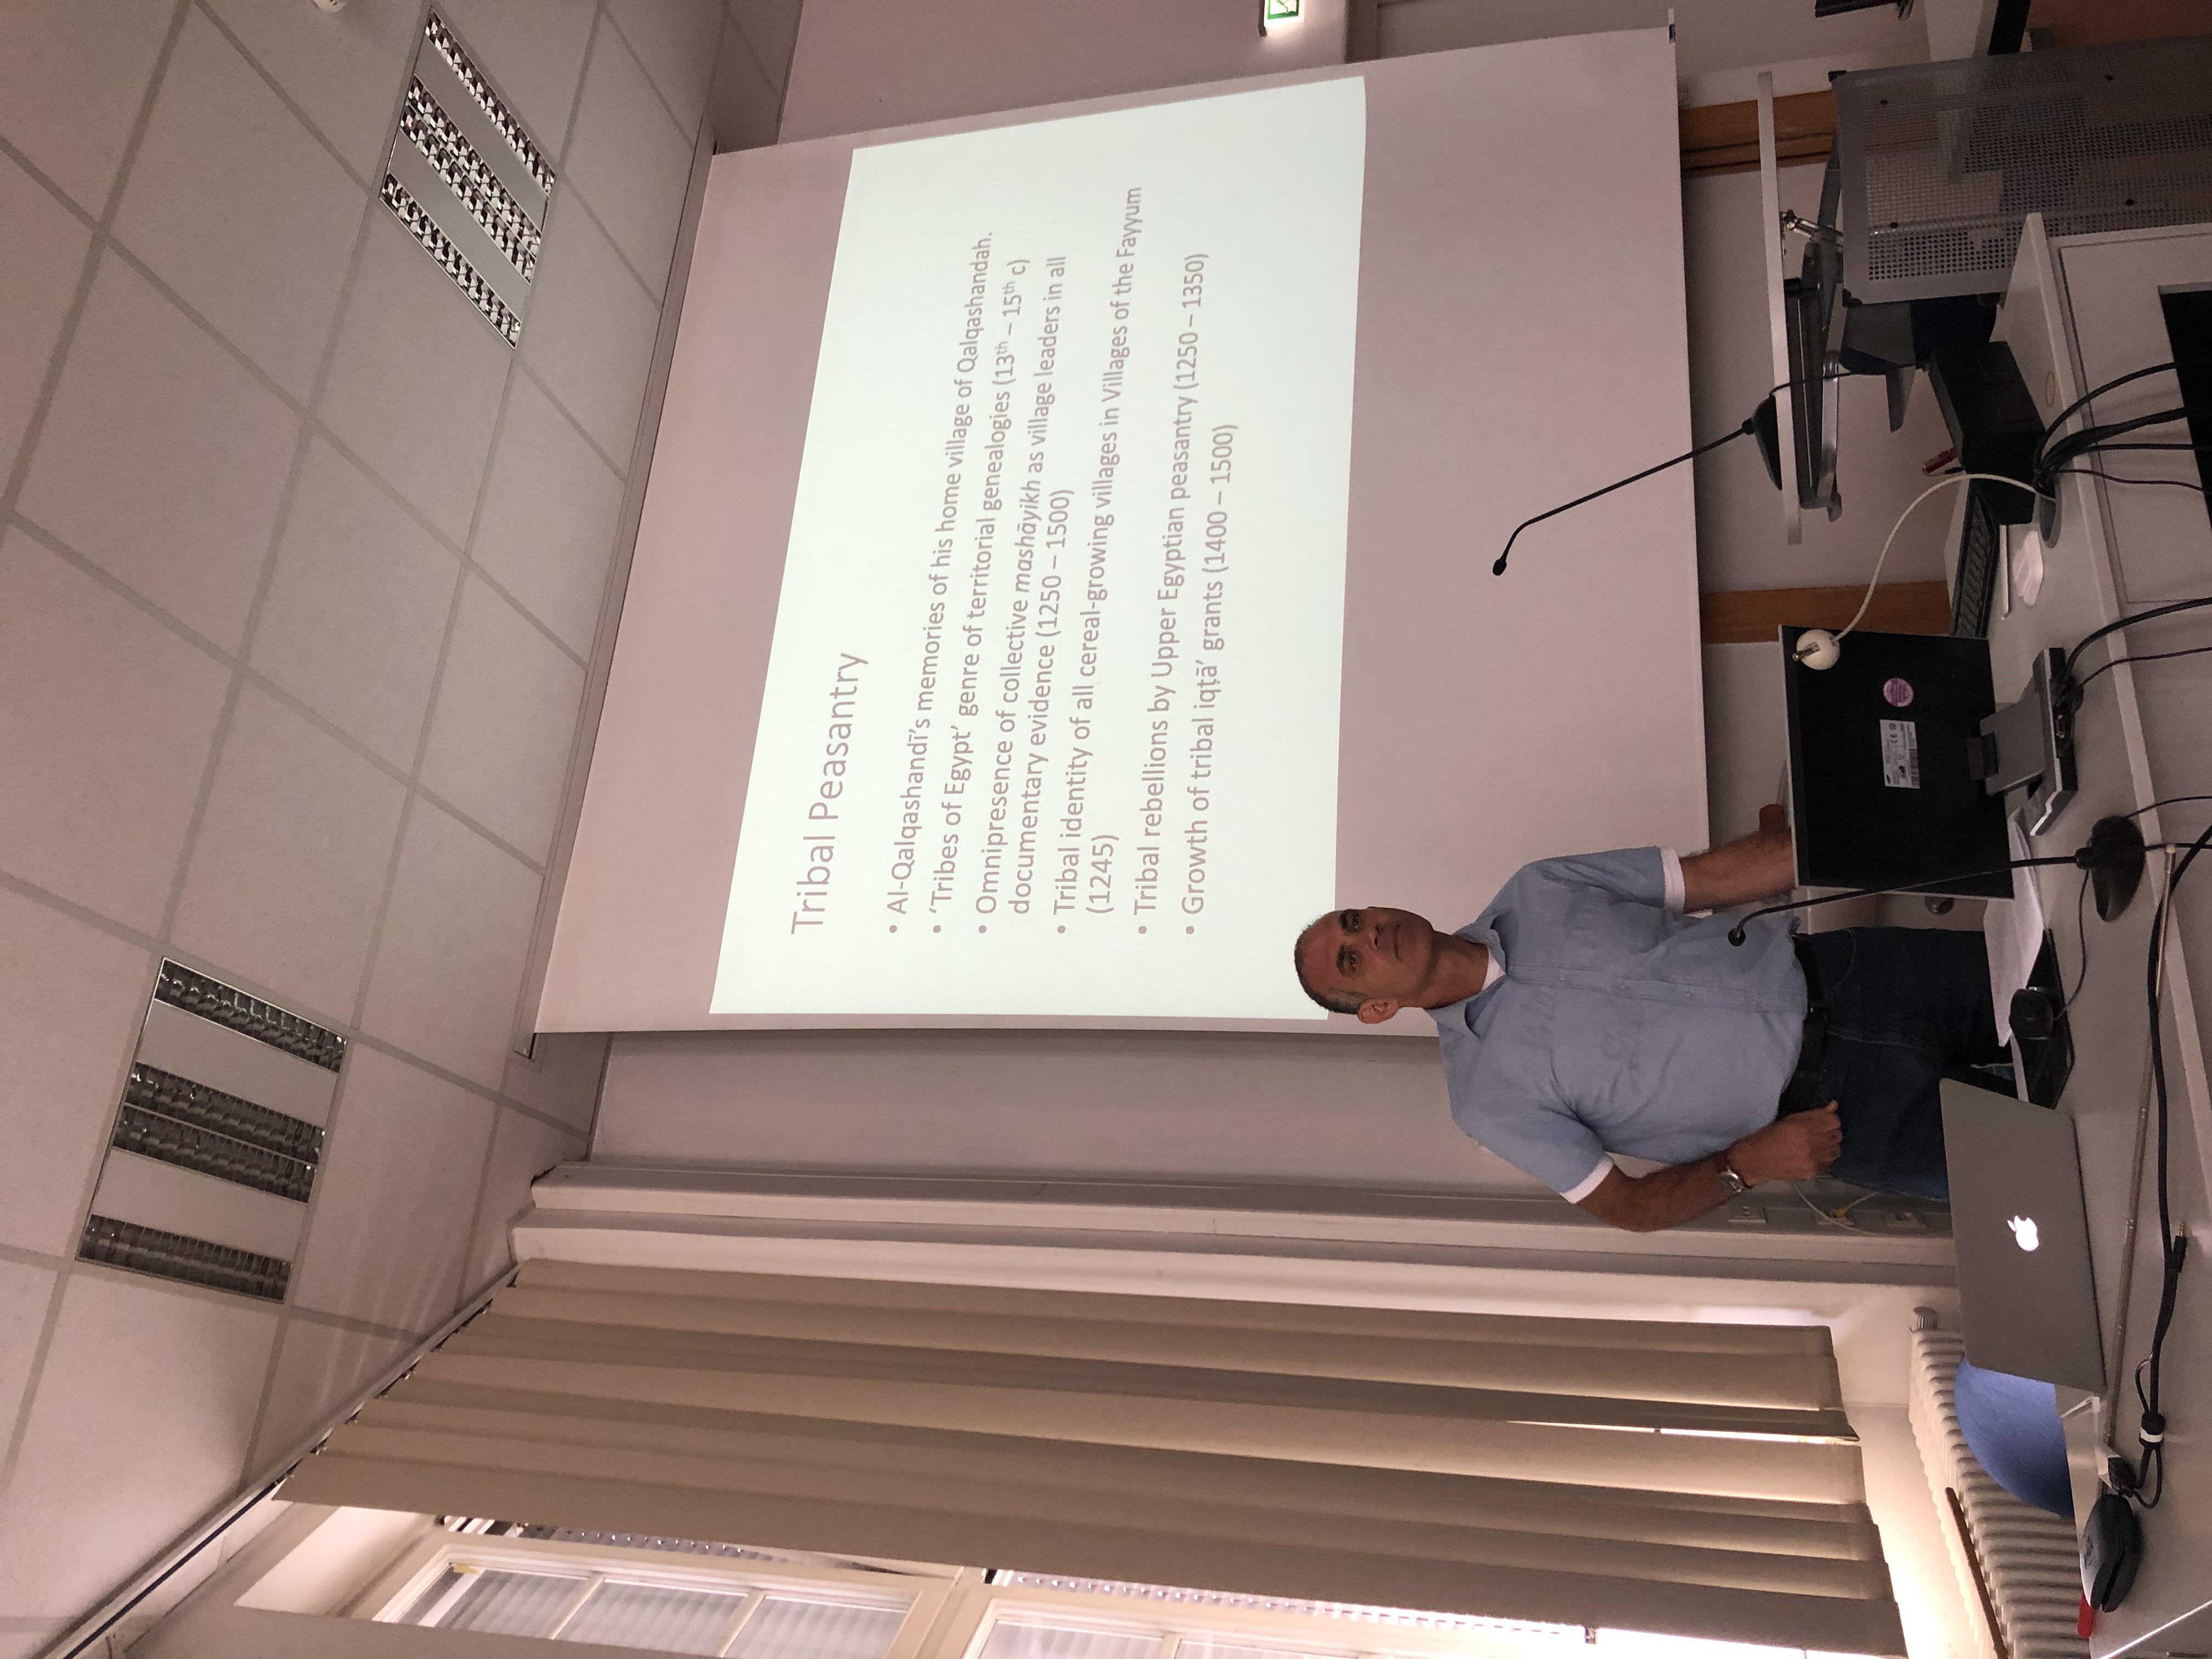 Tribal Peasantry
• Al-Qalqashandī’s memories of his home village of Qalqashandah.
• ‘Tribes of Egypt’ genre of territorial genealogies (13th – 15th c)
• Omnipresence of collective mashāyikh as village leaders in all
documentary evidence (1250 – 1500)
• Tribal identity of all cereal-growing villages in Villages of the Fayyum
(1245)
• Tribal rebellions by Upper Egyptian peasantry (1250 – 1350)
• Growth of tribal iqṭā’ grants (1400 – 1500)